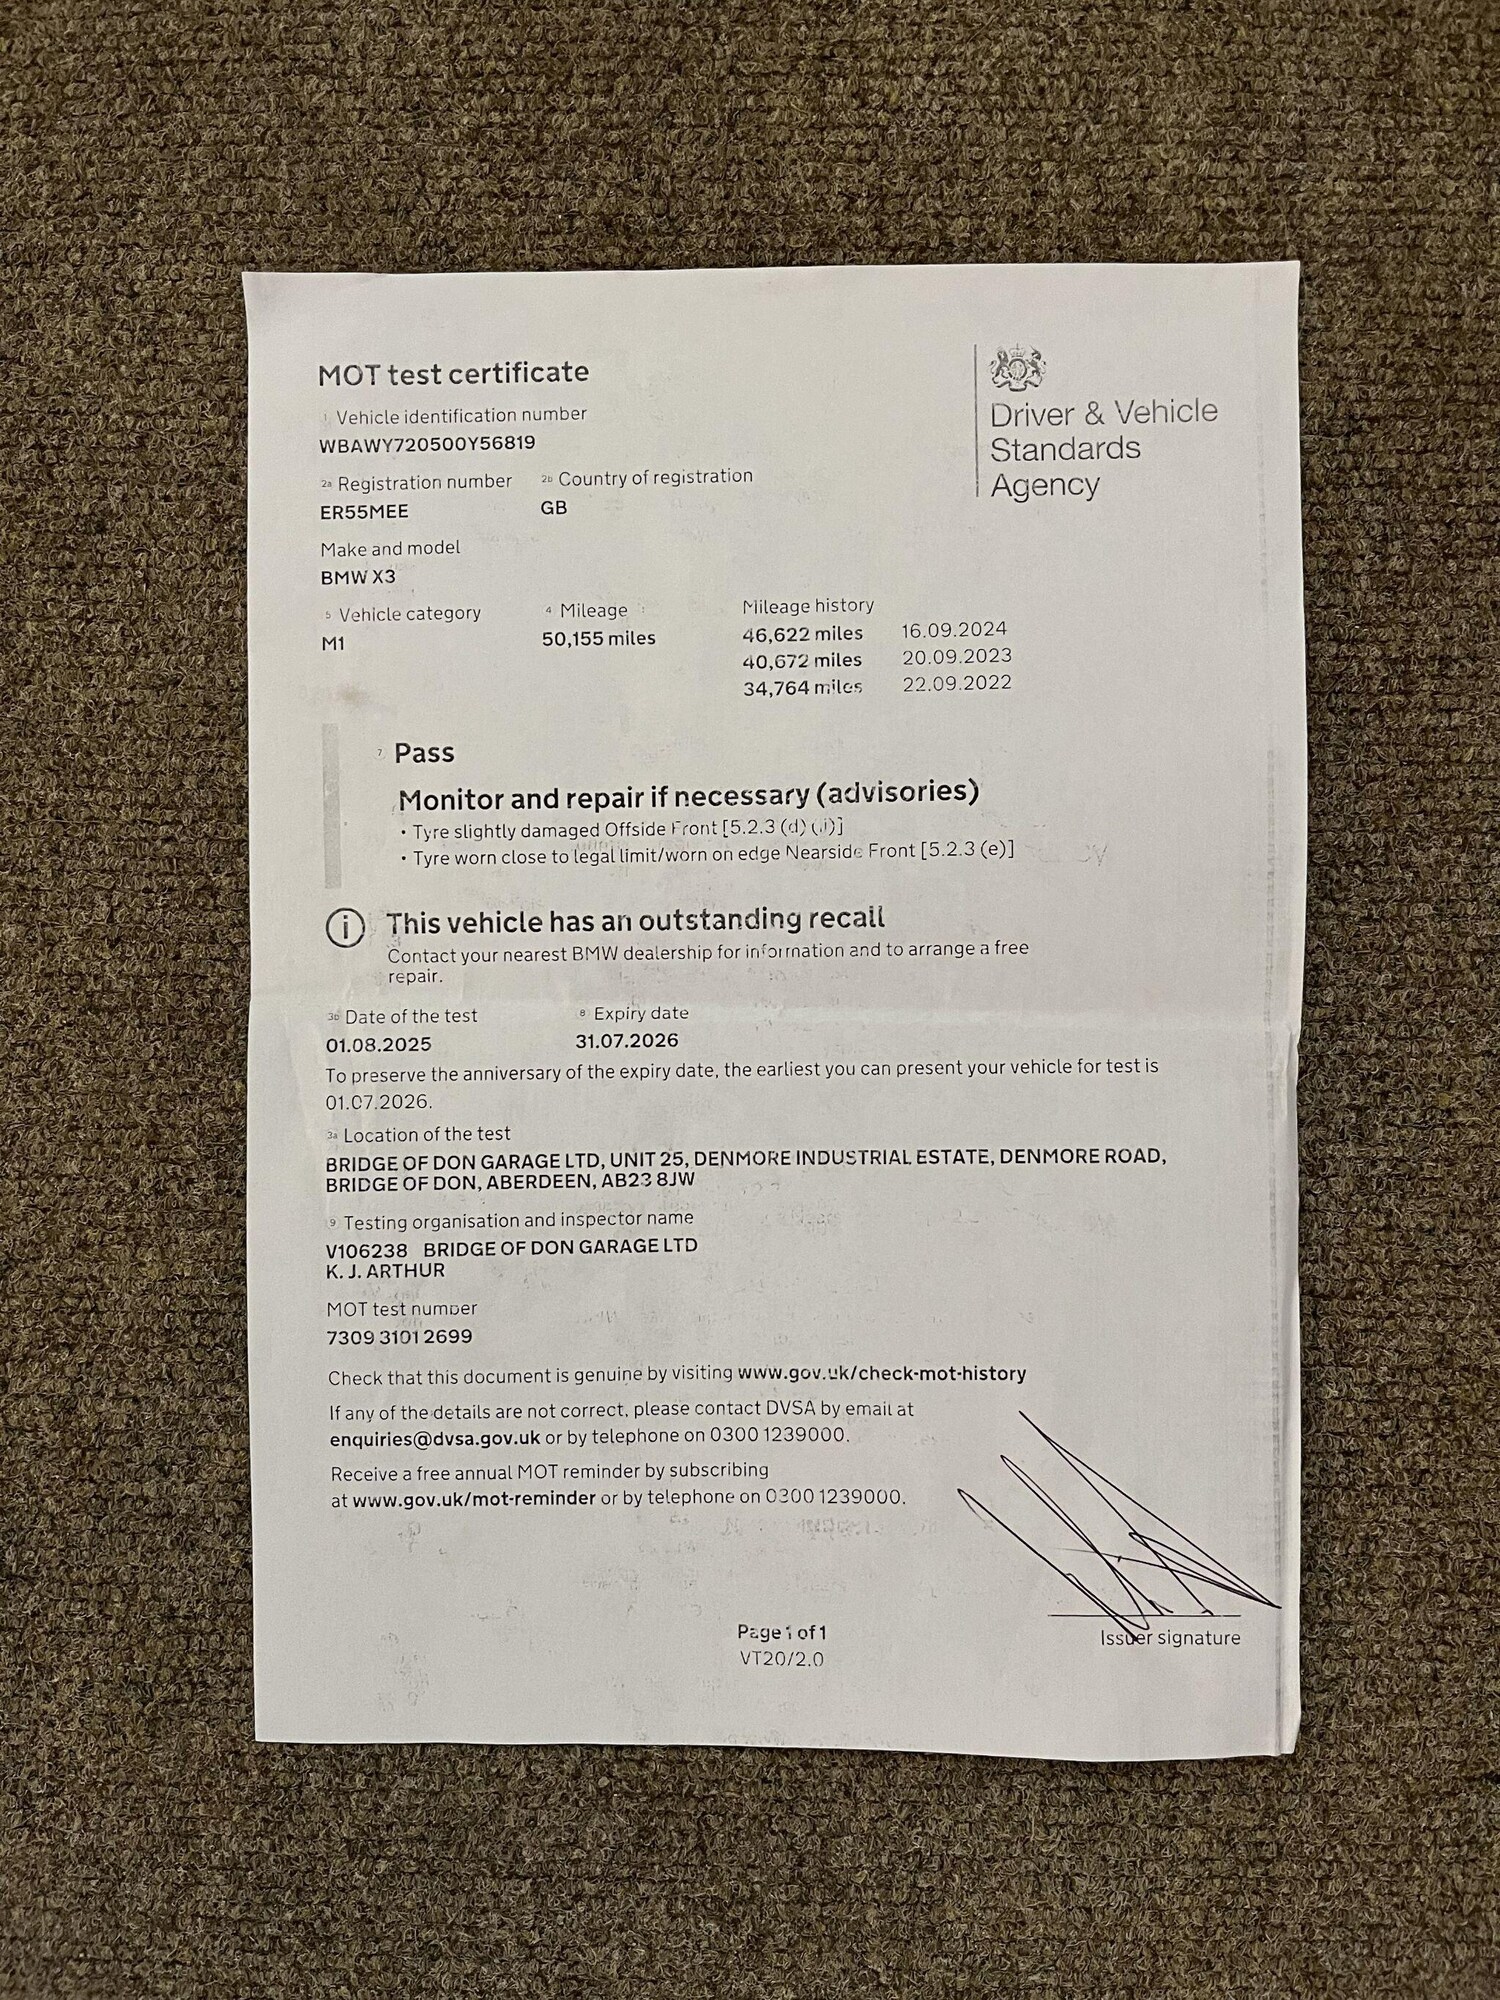 MOT test certificate
Driver & Vehicle
Standards
Agency
1 Vehicle identification number
WBAWY720500Y56819
2a Registration number 2b Country of registration
ER55MEE GB
Make and model
BMW X3
5 Vehicle category 4 Mileage Mileage history
M1 50,155 miles 46,622 miles 16.09.2024
40,672 miles 20.09.2023
34,764 miles 22.09.2022
7 Pass
Monitor and repair if necessary (advisories)
• Tyre slightly damaged Offside Front [5.2.3 (d) (ii)]
• Tyre worn close to legal limit/worn on edge Nearside Front [5.2.3 (e)]
i This vehicle has an outstanding recall
Contact your nearest BMW dealership for information and to arrange a free
repair.
3b Date of the test 8 Expiry date
01.08.2025 31.07.2026
To preserve the anniversary of the expiry date, the earliest you can present your vehicle for test is
01.07.2026.
3a Location of the test
BRIDGE OF DON GARAGE LTD, UNIT 25, DENMORE INDUSTRIAL ESTATE, DENMORE ROAD,
BRIDGE OF DON, ABERDEEN, AB23 8JW
9 Testing organisation and inspector name
V106238 BRIDGE OF DON GARAGE LTD
K. J. ARTHUR
MOT test number
7309 3101 2699
Check that this document is genuine by visiting www.gov.uk/check-mot-history
If any of the details are not correct, please contact DVSA by email at
enquiries@dvsa.gov.uk or by telephone on 0300 1239000.
Receive a free annual MOT reminder by subscribing
at www.gov.uk/mot-reminder or by telephone on 0300 1239000.
Issuer signature
Page 1 of 1
VT20/2.0